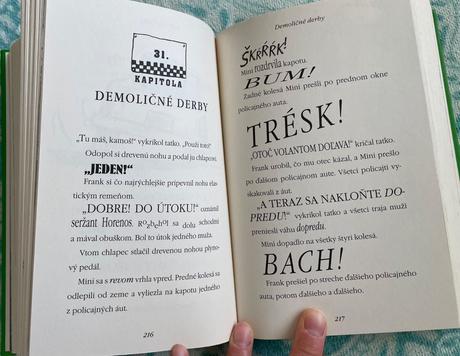 31.
KAPITOLA
DEMOLIČNÉ DERBY
„Tu máš, kamoš!“ vykríkol tatko. „Použi toto!“
Odopol si drevenú nohu a podal ju chlapcovi.
„JEDEN!“
Frank si čo najrýchlejšie pripevnil nohu elas-
tickým remeňom.
„DOBRE! DO ÚTOKU!“ oznámil
seržant Horenos. Rozbehol sa dolu schodmi
a mával obuškom. Bol to útok jedného muža.
Vtom chlapec stlačil drevenou nohou plyno-
vý pedál.
Mini sa s revom vrhla vpred. Predné kolesá sa
odlepili od zeme a vyliezla na kapotu jedného
z policajných áut.
216
Demoličné derby
ŠKŔŔŔK!
Mini rozdrvila kapotu.
BUM!
Zadné kolesá Mini prešli po prednom okne
policajného auta.
TRÉSK!
„OTOČ VOLANTOM DOĽAVA!“ kričal tatko.
Frank urobil, čo mu otec kázal, a Mini prešlo
po ďalšom policajnom aute. Všetci policajti vy-
skakovali z áut.
„A TERAZ SA NAKLOŇTE DO-
PREDU!“ vykríkol tatko a všetci traja muži
preniesli váhu dopredu.
Mini dopadlo na všetky štyri kolesá.
BACH!
Frank prešiel po streche ďalšieho policajného
auta, potom ďalšieho a ďalšieho.
217